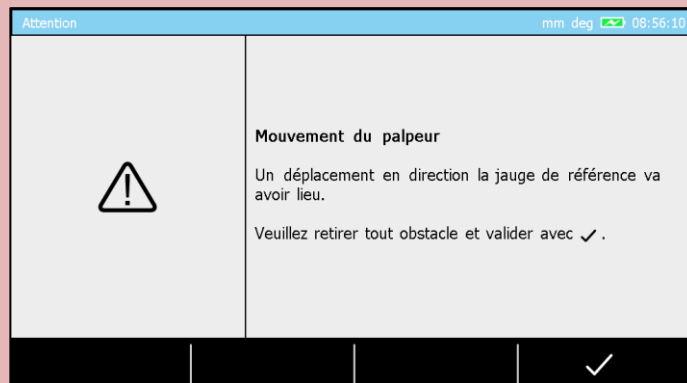 Attention
mm deg 08:56:10
Mouvement du palpeur
Un déplacement en direction la jauge de référence va
avoir lieu.
Veuillez retirer tout obstacle et valider avec ✓ .